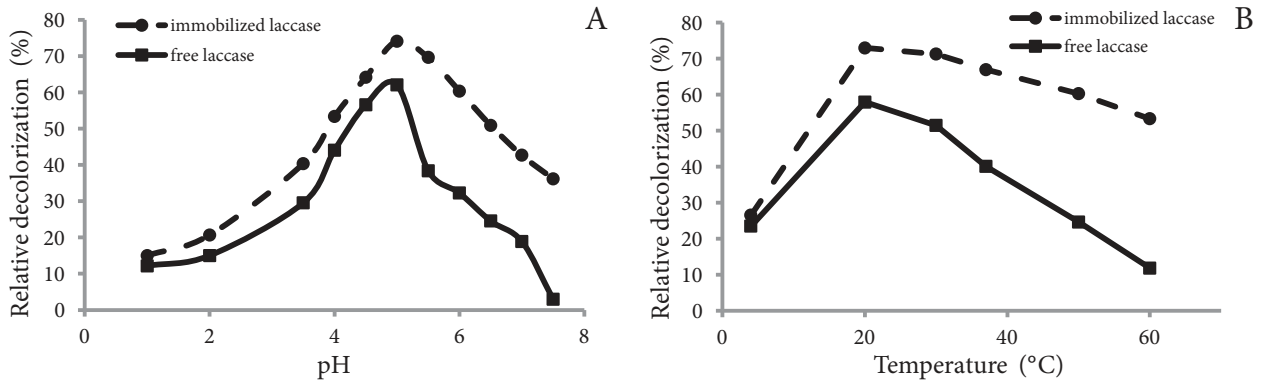 A
immobilized laccase
free laccase
Relative decolorization (%)
80
70
60
50
40
30
20
10
0
0 2 4 6 8
pH
B
immobilized laccase
free laccase
Relative decolorization (%)
80
70
60
50
40
30
20
10
0
0 20 40 60
Temperature (°C)